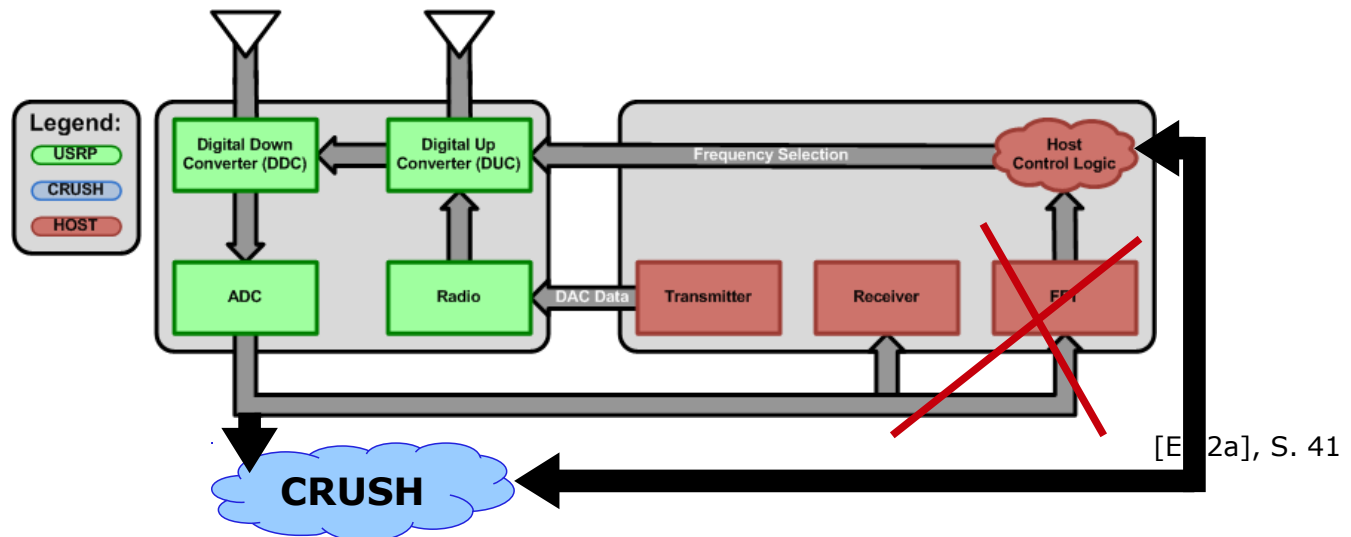 Legend:
USRP
CRUSH
HOST
Digital Down
Converter (DDC)
Digital Up
Converter (DUC)
Frequency Selection
Host
Control Logic
ADC
Radio
DAC Data
Transmitter
Receiver
CRUSH
S. 41